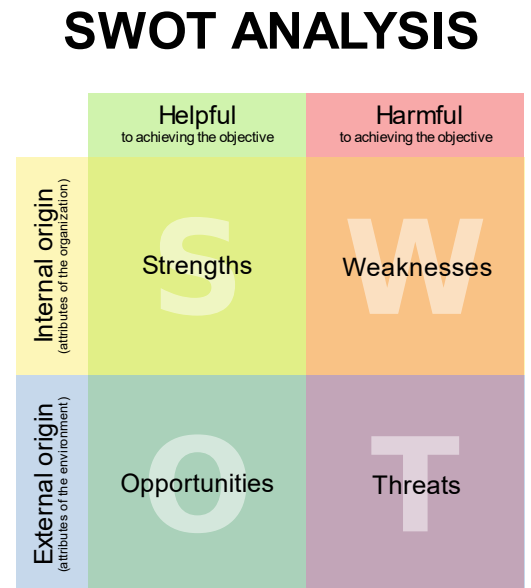 SWOT ANALYSIS
Helpful
to achieving the objective
Harmful
to achieving the objective
Internal origin
(attributes of the organization)
S
Strengths
W
Weaknesses
External origin
(attributes of the environment)
O
Opportunities
T
Threats